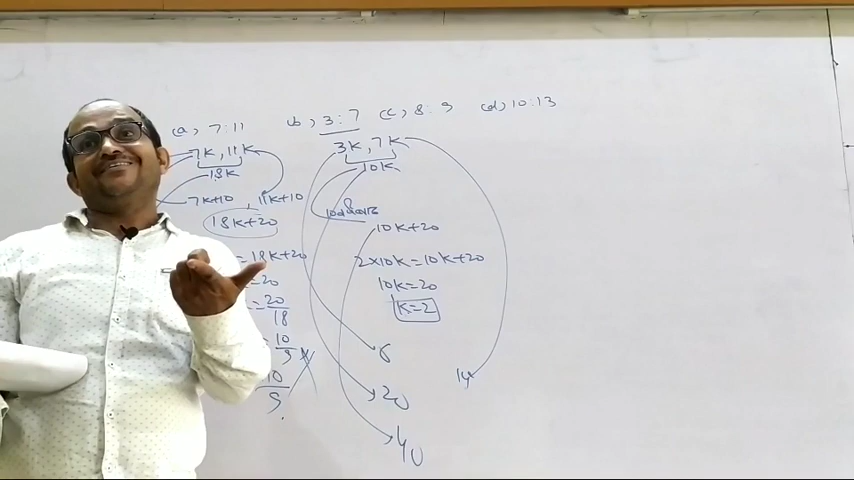 (a), 7:11 (b), 3:7 (c), 8:9 (d), 10:13
7K, 11K
18K
7K+10, 11K+10
18K+20
=18K+20
=20
=20/18
10/9
10/9
3K, 7K
10K
10K+20
2×10K=10K+20
10K=20
K=2
6
14
20
40